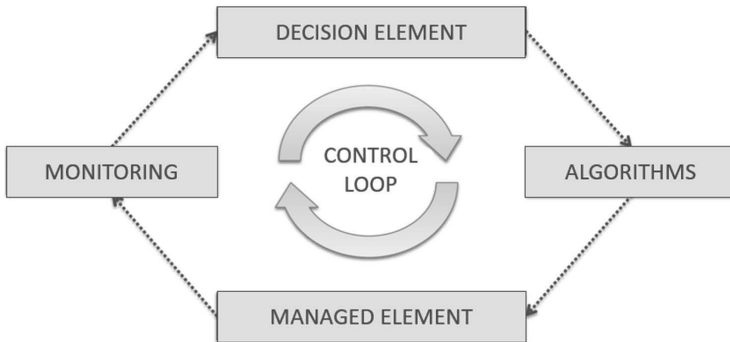 DECISION ELEMENT
MONITORING
CONTROL
LOOP
ALGORITHMS
MANAGED ELEMENT